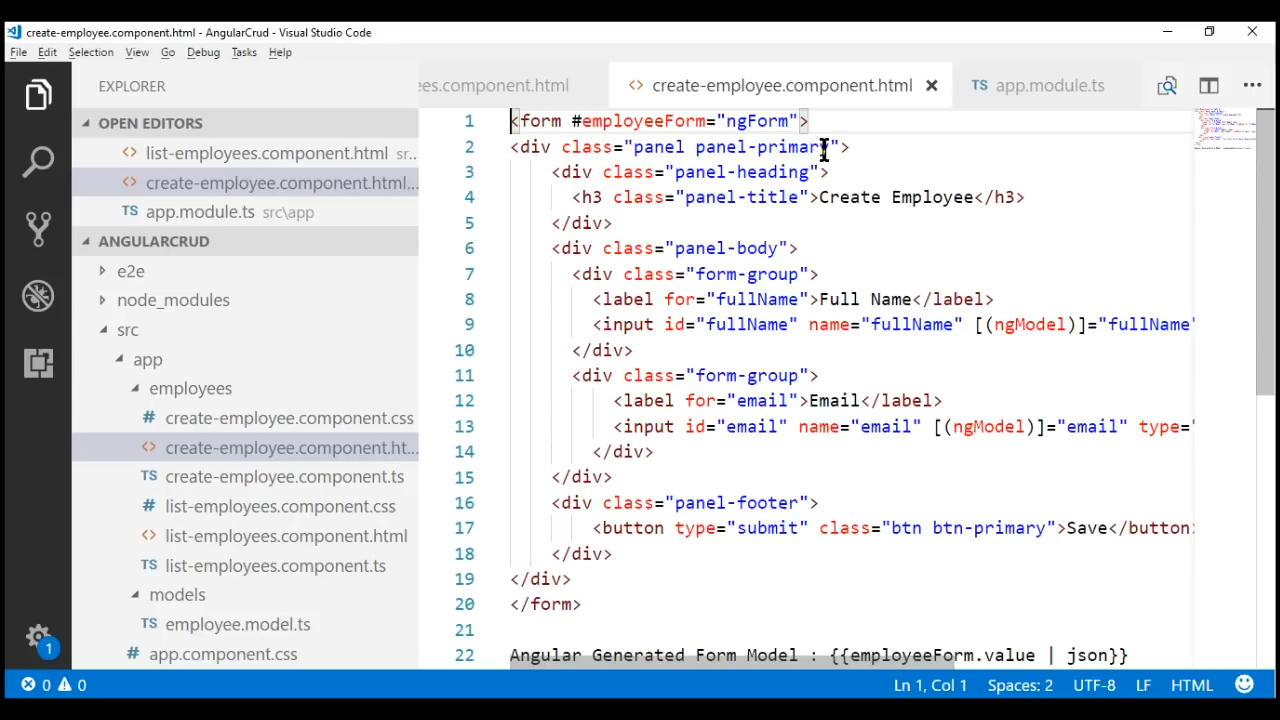 create-employee.component.html - AngularCrud - Visual Studio Code
File Edit Selection View Go Debug Tasks Help
EXPLORER
OPEN EDITORS
list-employees.component.html sr...
create-employee.component.html...
TS app.module.ts src\app
ANGULARCRUD
e2e
node_modules
src
app
employees
# create-employee.component.css
<> create-employee.component.ht...
TS create-employee.component.ts
# list-employees.component.css
<> list-employees.component.html
TS list-employees.component.ts
models
TS employee.model.ts
# app.component.css
1
ees.component.html <> create-employee.component.html TS app.module.ts
1 <form #employeeForm="ngForm">
2 <div class="panel panel-primary">
3 <div class="panel-heading">
4 <h3 class="panel-title">Create Employee</h3>
5 </div>
6 <div class="panel-body">
7 <div class="form-group">
8 <label for="fullName">Full Name</label>
9 <input id="fullName" name="fullName" [(ngModel)]="fullName"
10 </div>
11 <div class="form-group">
12 <label for="email">Email</label>
13 <input id="email" name="email" [(ngModel)]="email" type="
14 </div>
15 </div>
16 <div class="panel-footer">
17 <button type="submit" class="btn btn-primary">Save</button>
18 </div>
19 </div>
20 </form>
21
22 Angular Generated Form Model : {{employeeForm.value | json}}
0 0 Ln 1, Col 1 Spaces: 2 UTF-8 LF HTML